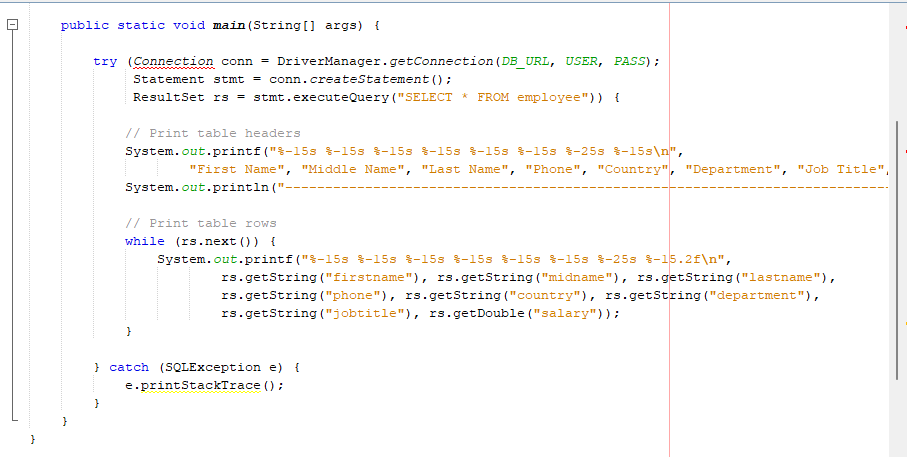 public static void main(String[] args) {
try (Connection conn = DriverManager.getConnection(DB_URL, USER, PASS);
Statement stmt = conn.createStatement();
ResultSet rs = stmt.executeQuery("SELECT * FROM employee")) {
// Print table headers
System.out.printf("%-15s %-15s %-15s %-15s %-15s %-15s %-25s %-15s\n",
"First Name", "Middle Name", "Last Name", "Phone", "Country", "Department", "Job Title",
System.out.println("---------------------------------------------------------------------------
// Print table rows
while (rs.next()) {
System.out.printf("%-15s %-15s %-15s %-15s %-15s %-15s %-25s %-15.2f\n",
rs.getString("firstname"), rs.getString("midname"), rs.getString("lastname"),
rs.getString("phone"), rs.getString("country"), rs.getString("department"),
rs.getString("jobtitle"), rs.getDouble("salary"));
}
} catch (SQLException e) {
e.printStackTrace();
}
}
}